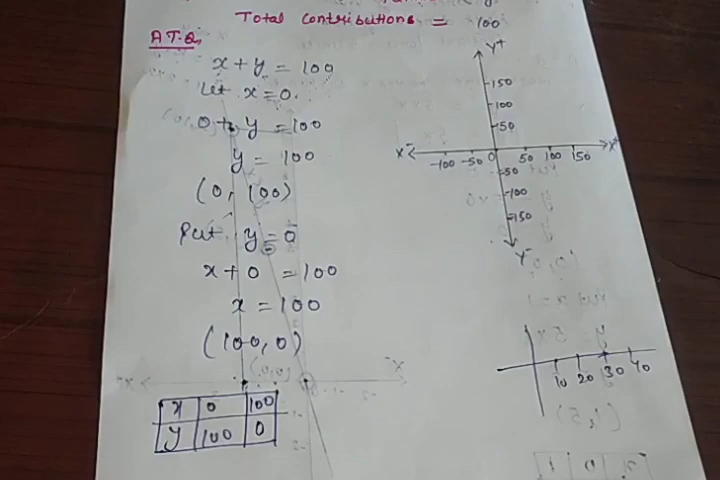 Total Contributions = 100
A.T.Q,
x + y = 100
Let x = 0.
0 + y = 100
y = 100
(0, 100)
Put y = 0
x + 0 = 100
x = 100
(100, 0)
x 0 100
y 100 0
Y+
150
100
50
X- -100 -50 0 50 100 150 X+
-50
-100
-150
Y-
10 20 30 40